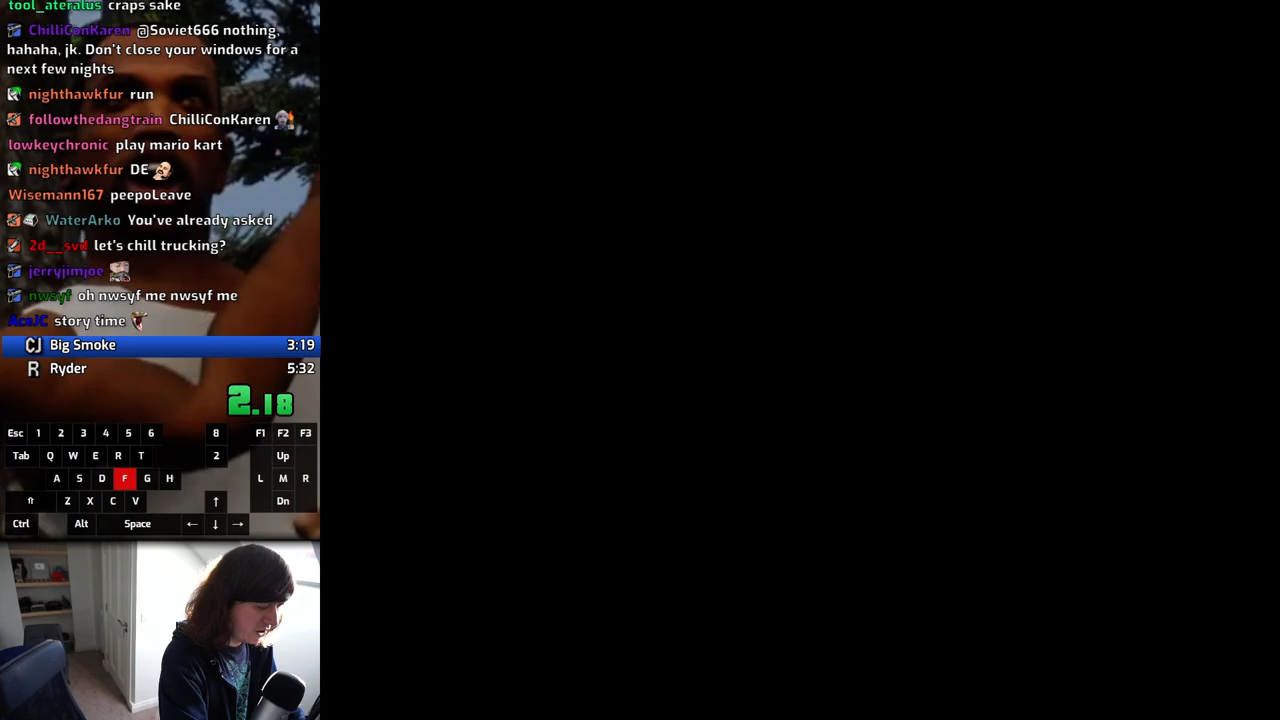 tool_ateralus craps sake
ChilliConKaren @Soviet666 nothing,
hahaha, jk. Don't close your windows for a
next few nights
nighthawkfur run
followthedangtrain ChilliConKaren
lowkeychronic play mario kart
nighthawkfur DE
Wisemann167 peepoLeave
WaterArko You've already asked
2d__svd let's chill trucking?
jerryjimjoe
nwsyf oh nwsyf me nwsyf me
AceJC story time
CJ Big Smoke 3:19
R Ryder 5:32
2.18
Esc 1 2 3 4 5 6 8 F1 F2 F3
Tab Q W E R T 2 Up
A S D F G H L M R
⇧ Z X C V ↑ Dn
Ctrl Alt Space ← ↓ →